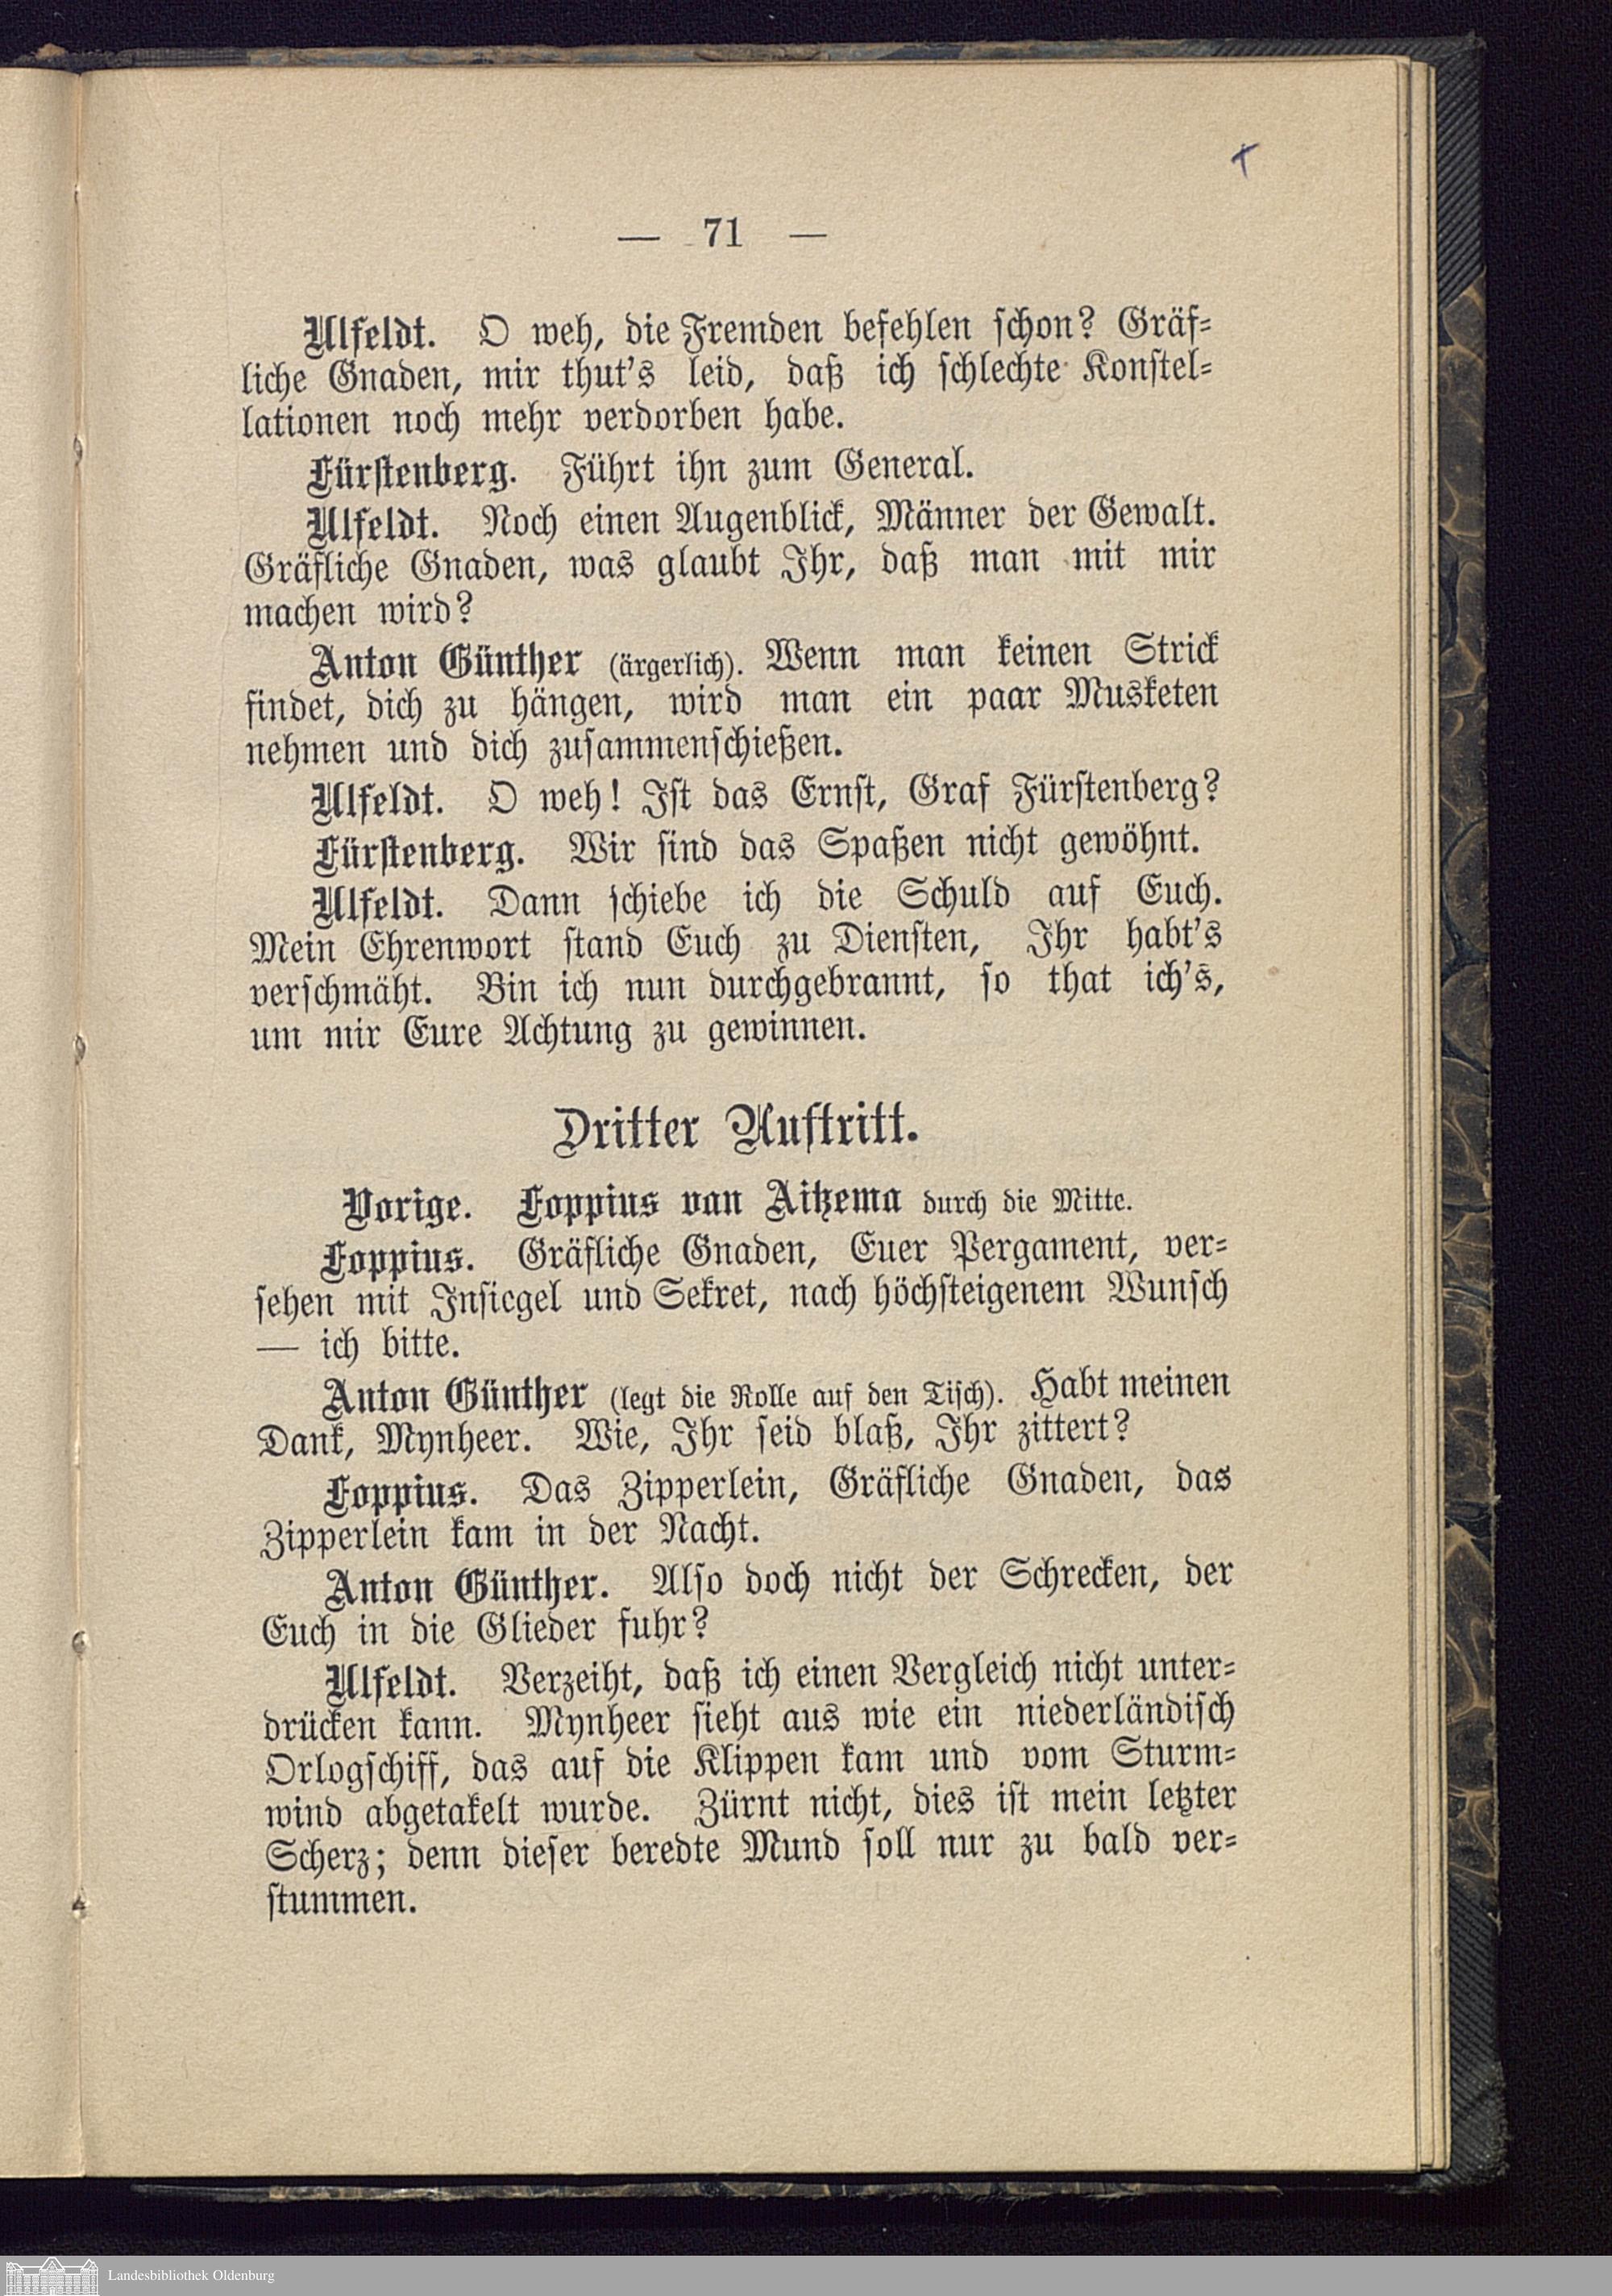 — 71 —
Ulfeldt. O weh, die Fremden befehlen schon? Gräf-
liche Gnaden, mir thut's leid, daß ich schlechte Konstel-
lationen noch mehr verdorben habe.
Fürstenberg. Führt ihn zum General.
Ulfeldt. Noch einen Augenblick, Männer der Gewalt.
Gräfliche Gnaden, was glaubt Ihr, daß man mit mir
machen wird?
Anton Günther (ärgerlich). Wenn man keinen Strick
findet, dich zu hängen, wird man ein paar Musketen
nehmen und dich zusammenschießen.
Ulfeldt. O weh! Ist das Ernst, Graf Fürstenberg?
Fürstenberg. Wir sind das Spaßen nicht gewöhnt.
Ulfeldt. Dann schiebe ich die Schuld auf Euch.
Mein Ehrenwort stand Euch zu Diensten, Ihr habt's
verschmäht. Bin ich nun durchgebrannt, so that ich's,
um mir Eure Achtung zu gewinnen.
Dritter Auftritt.
Vorige. Foppius van Aitzema durch die Mitte.
Foppius. Gräfliche Gnaden, Euer Pergament, ver-
sehen mit Insiegel und Sekret, nach höchsteigenem Wunsch
— ich bitte.
Anton Günther (legt die Rolle auf den Tisch). Habt meinen
Dank, Mynheer. Wie, Ihr seid blaß, Ihr zittert?
Foppius. Das Zipperlein, Gräfliche Gnaden, das
Zipperlein kam in der Nacht.
Anton Günther. Also doch nicht der Schrecken, der
Euch in die Glieder fuhr?
Ulfeldt. Verzeiht, daß ich einen Vergleich nicht unter-
drücken kann. Mynheer sieht aus wie ein niederländisch
Orlogschiff, das auf die Klippen kam und vom Sturm-
wind abgetakelt wurde. Zürnt nicht, dies ist mein letzter
Scherz; denn dieser beredte Mund soll nur zu bald ver-
stummen.
Landesbibliothek Oldenburg